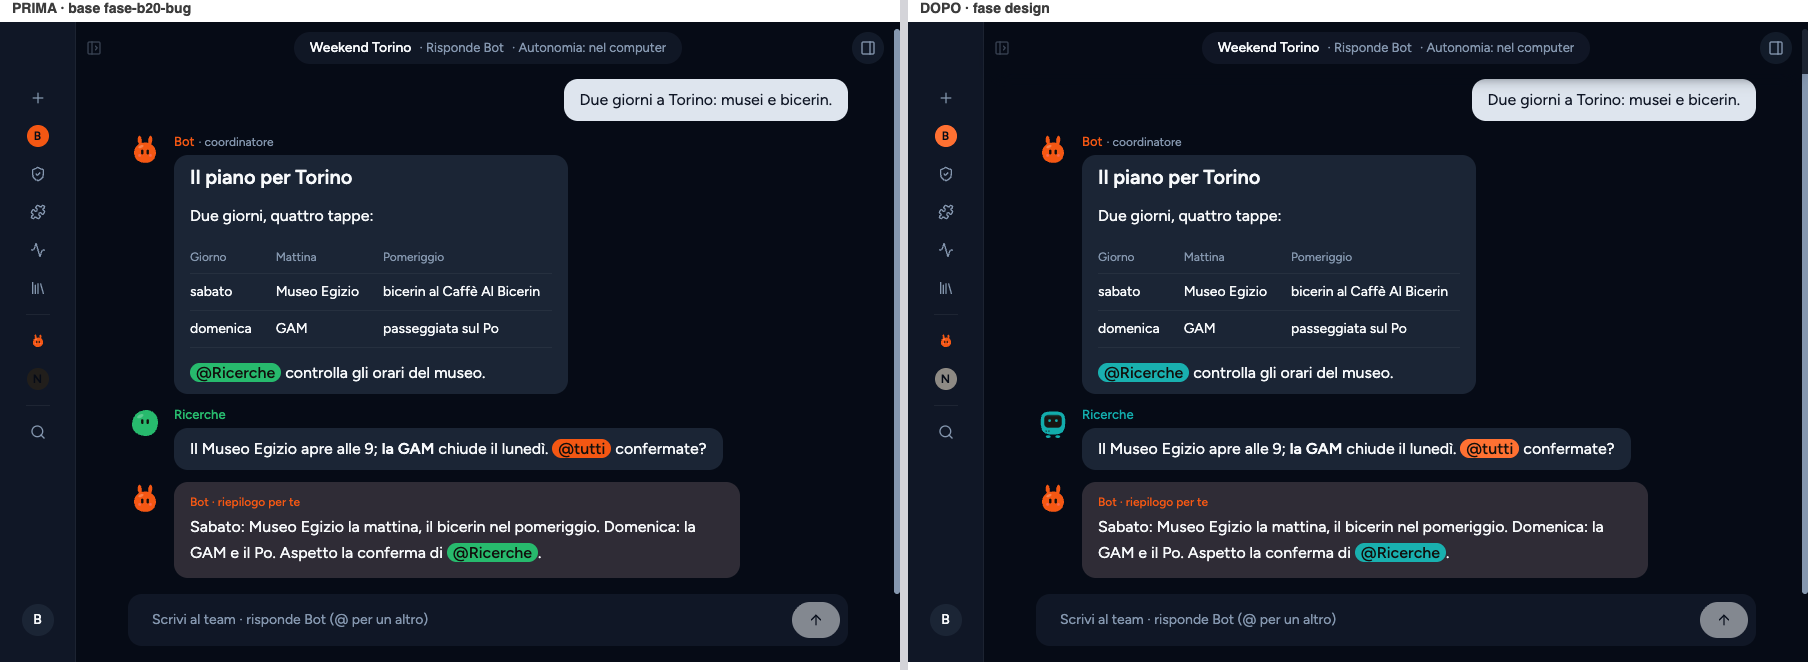 PRIMA · base fase-b20-bug
Weekend Torino · Risponde Bot · Autonomia: nel computer
Due giorni a Torino: musei e bicerin.
B
Bot · coordinatore
Il piano per Torino
Due giorni, quattro tappe:
Giorno Mattina Pomeriggio
sabato Museo Egizio bicerin al Caffè Al Bicerin
domenica GAM passeggiata sul Po
N
@Ricerche controlla gli orari del museo.
Ricerche
Il Museo Egizio apre alle 9; la GAM chiude il lunedì. @tutti confermate?
Bot · riepilogo per te
Sabato: Museo Egizio la mattina, il bicerin nel pomeriggio. Domenica: la
GAM e il Po. Aspetto la conferma di @Ricerche.
B
Scrivi al team · risponde Bot (@ per un altro)
DOPO · fase design
Weekend Torino · Risponde Bot · Autonomia: nel computer
Due giorni a Torino: musei e bicerin.
B
Bot · coordinatore
Il piano per Torino
Due giorni, quattro tappe:
Giorno Mattina Pomeriggio
sabato Museo Egizio bicerin al Caffè Al Bicerin
domenica GAM passeggiata sul Po
N
@Ricerche controlla gli orari del museo.
Ricerche
Il Museo Egizio apre alle 9; la GAM chiude il lunedì. @tutti confermate?
Bot · riepilogo per te
Sabato: Museo Egizio la mattina, il bicerin nel pomeriggio. Domenica: la
GAM e il Po. Aspetto la conferma di @Ricerche.
B
Scrivi al team · risponde Bot (@ per un altro)